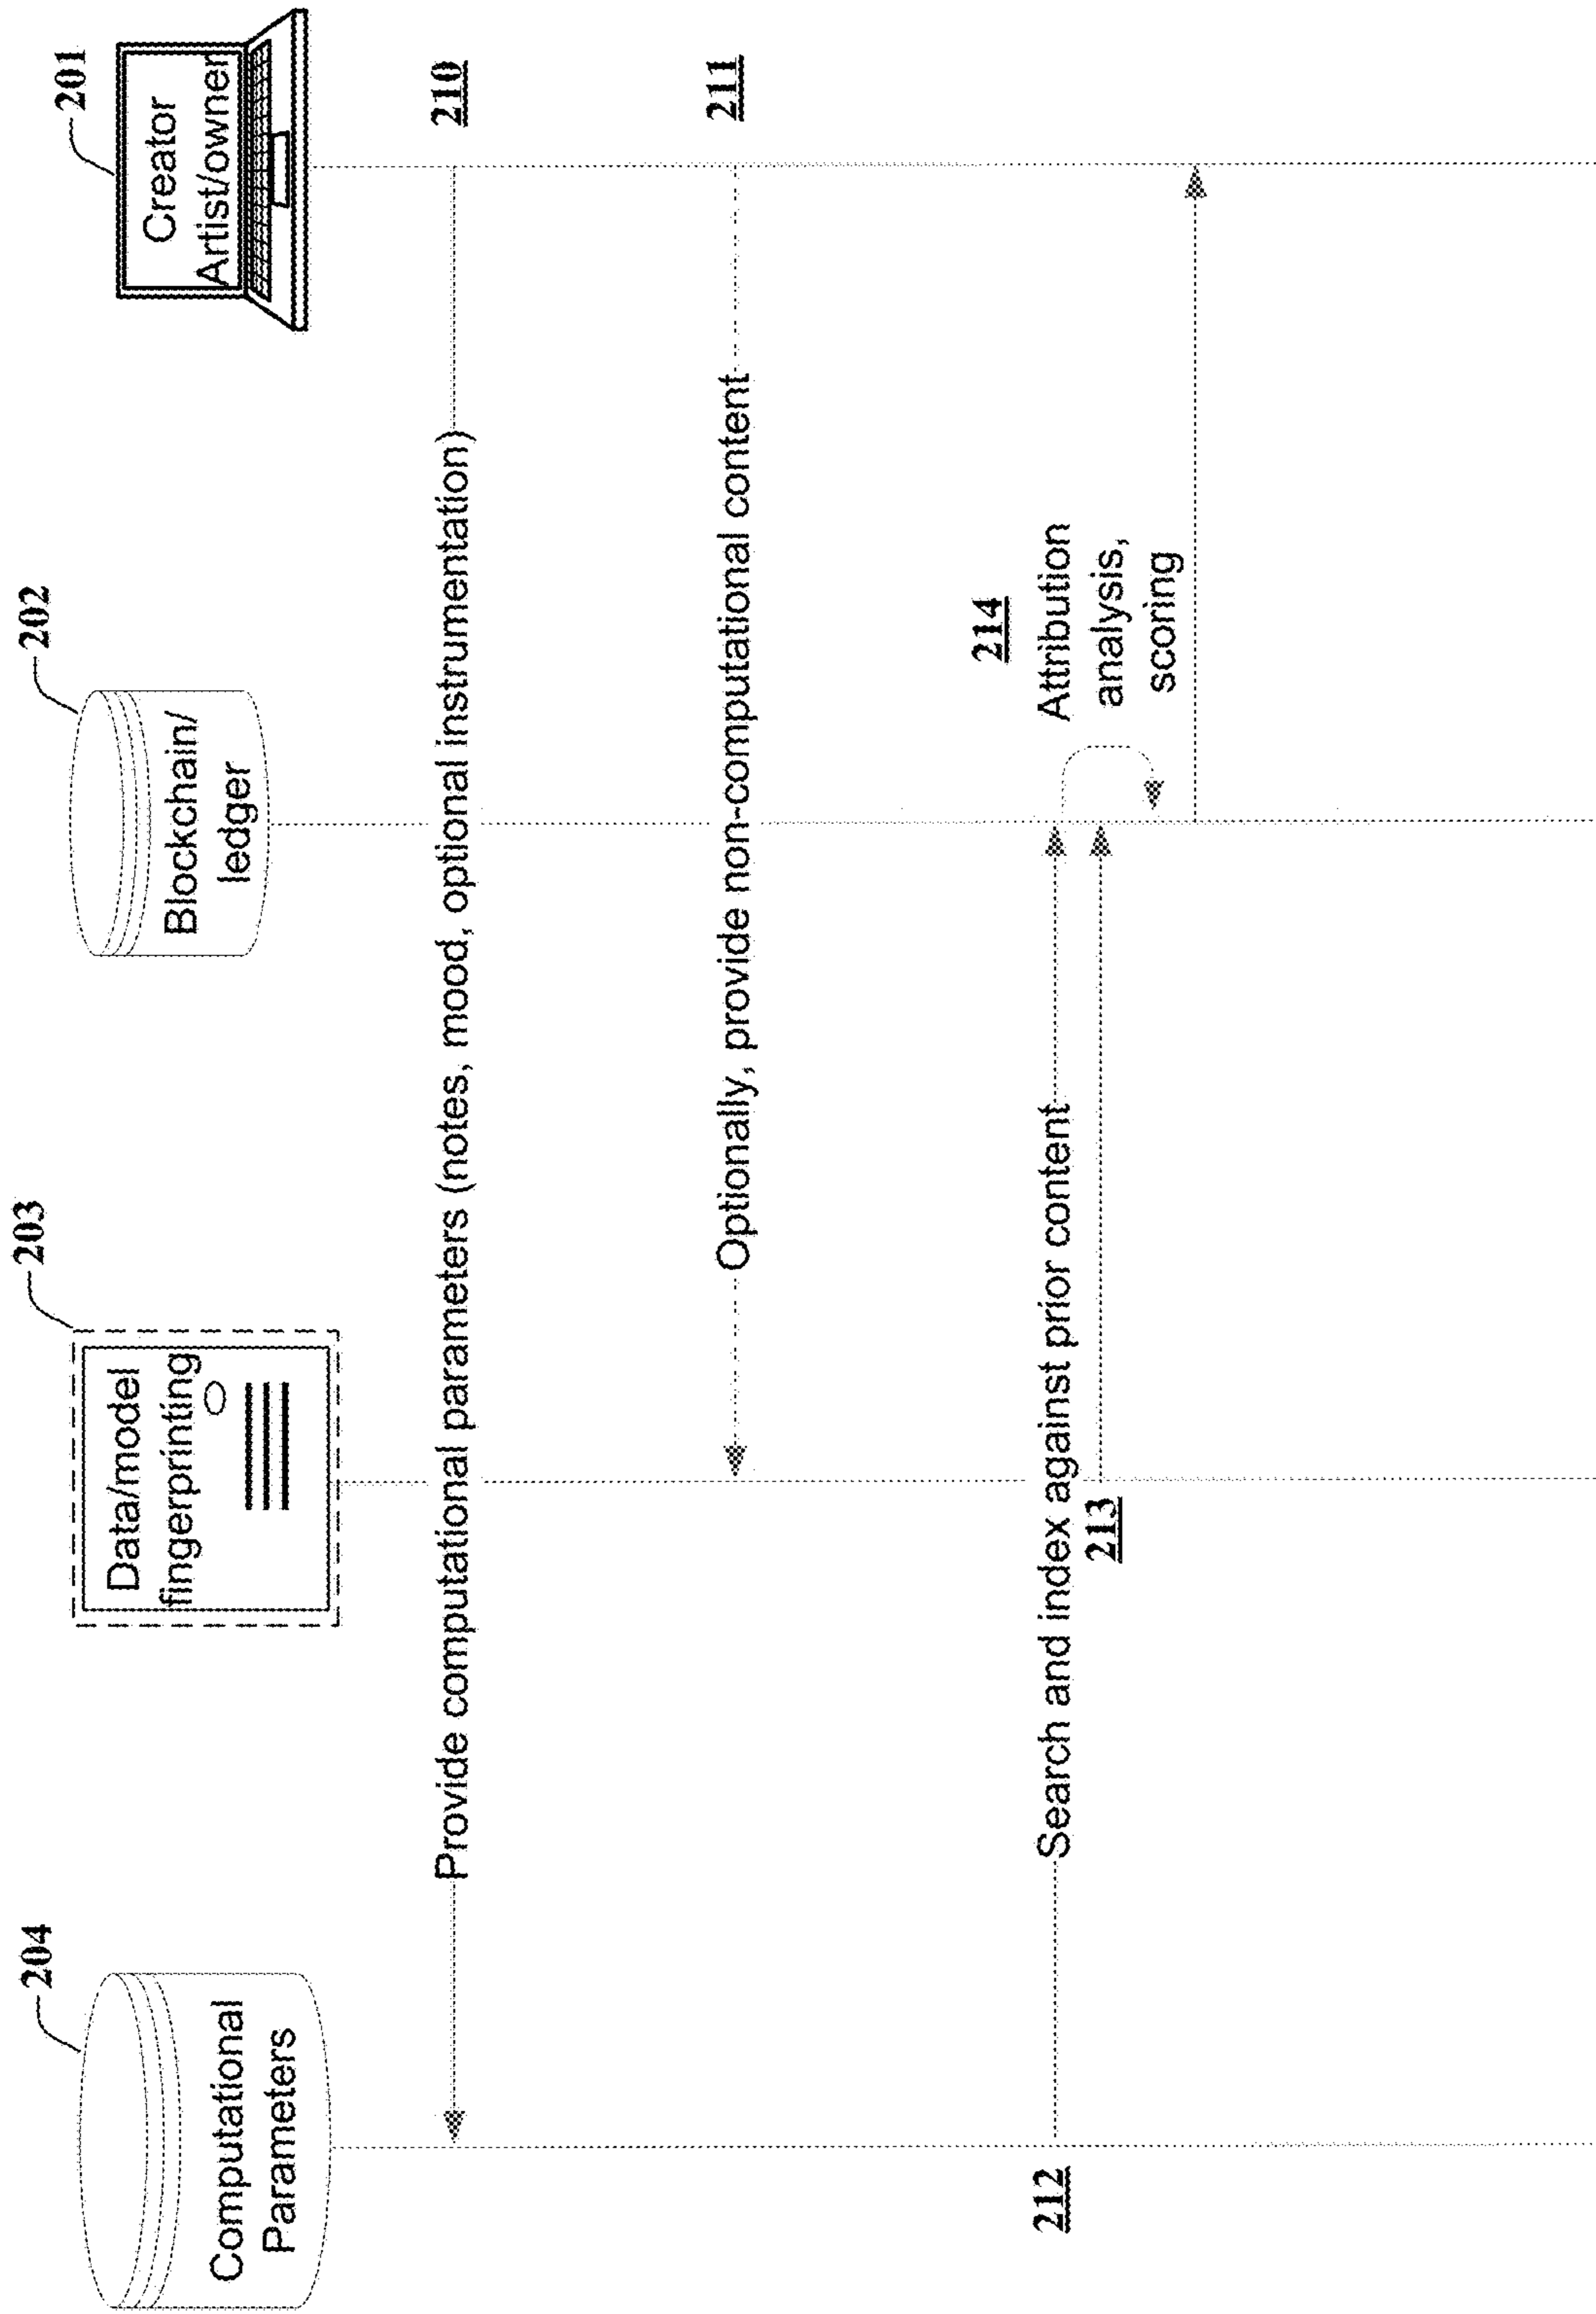 204
Computational
Parameters
203
Data/model
fingerprinting
202
Blockchain/
ledger
201
Creator
Artist/owner
Provide computational parameters (notes, mood, optional instrumentation)
210
Optionally, provide non-computational content
211
212
Search and index against prior content
213
214
Attribution
analysis,
scoring